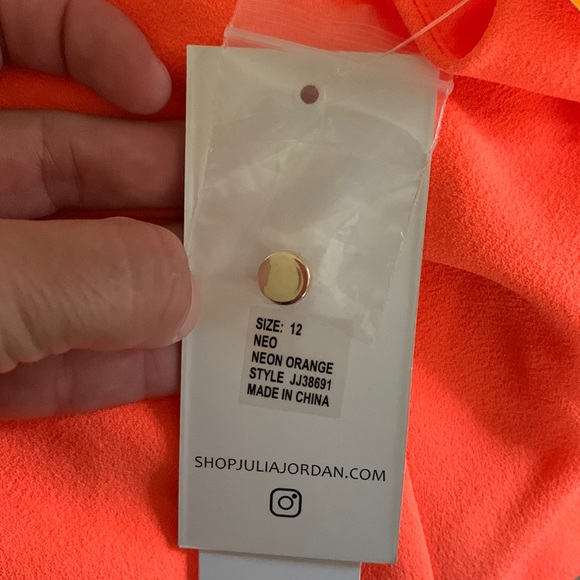 SIZE: 12
NEO
NEON ORANGE
STYLE JJ38691
MADE IN CHINA
SHOPJULIAJORDAN.COM